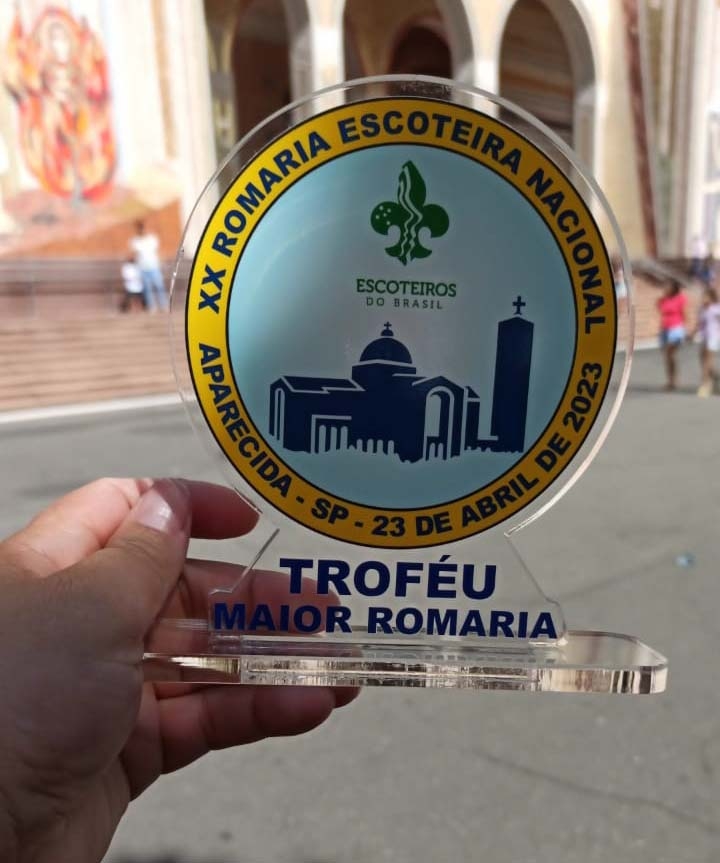 XX ROMARIA ESCOTEIRA NACIONAL
ESCOTEIROS
DO BRASIL
APARECIDA - SP - 23 DE ABRIL DE 2023
TROFÉU
MAIOR ROMARIA